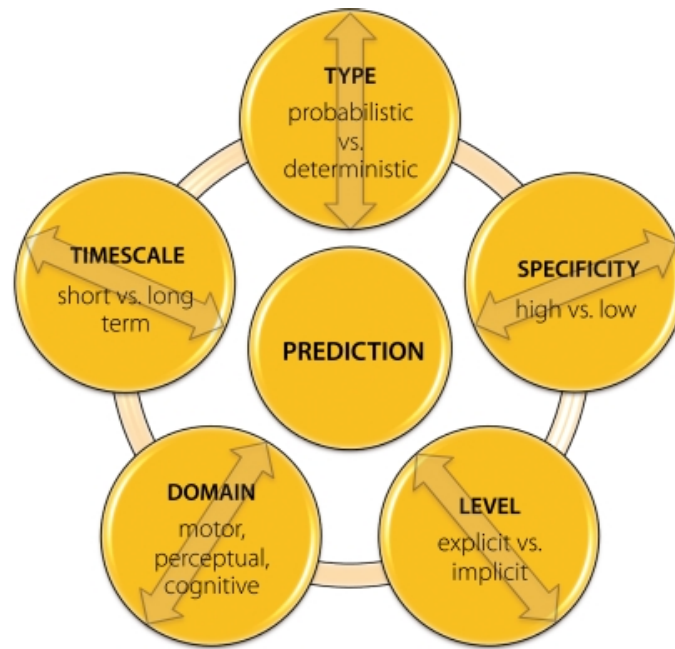 TYPE
probabilistic
vs.
deterministic
TIMESCALE
short vs. long
term
SPECIFICITY
high vs. low
PREDICTION
DOMAIN
motor,
perceptual,
cognitive
LEVEL
explicit vs.
implicit